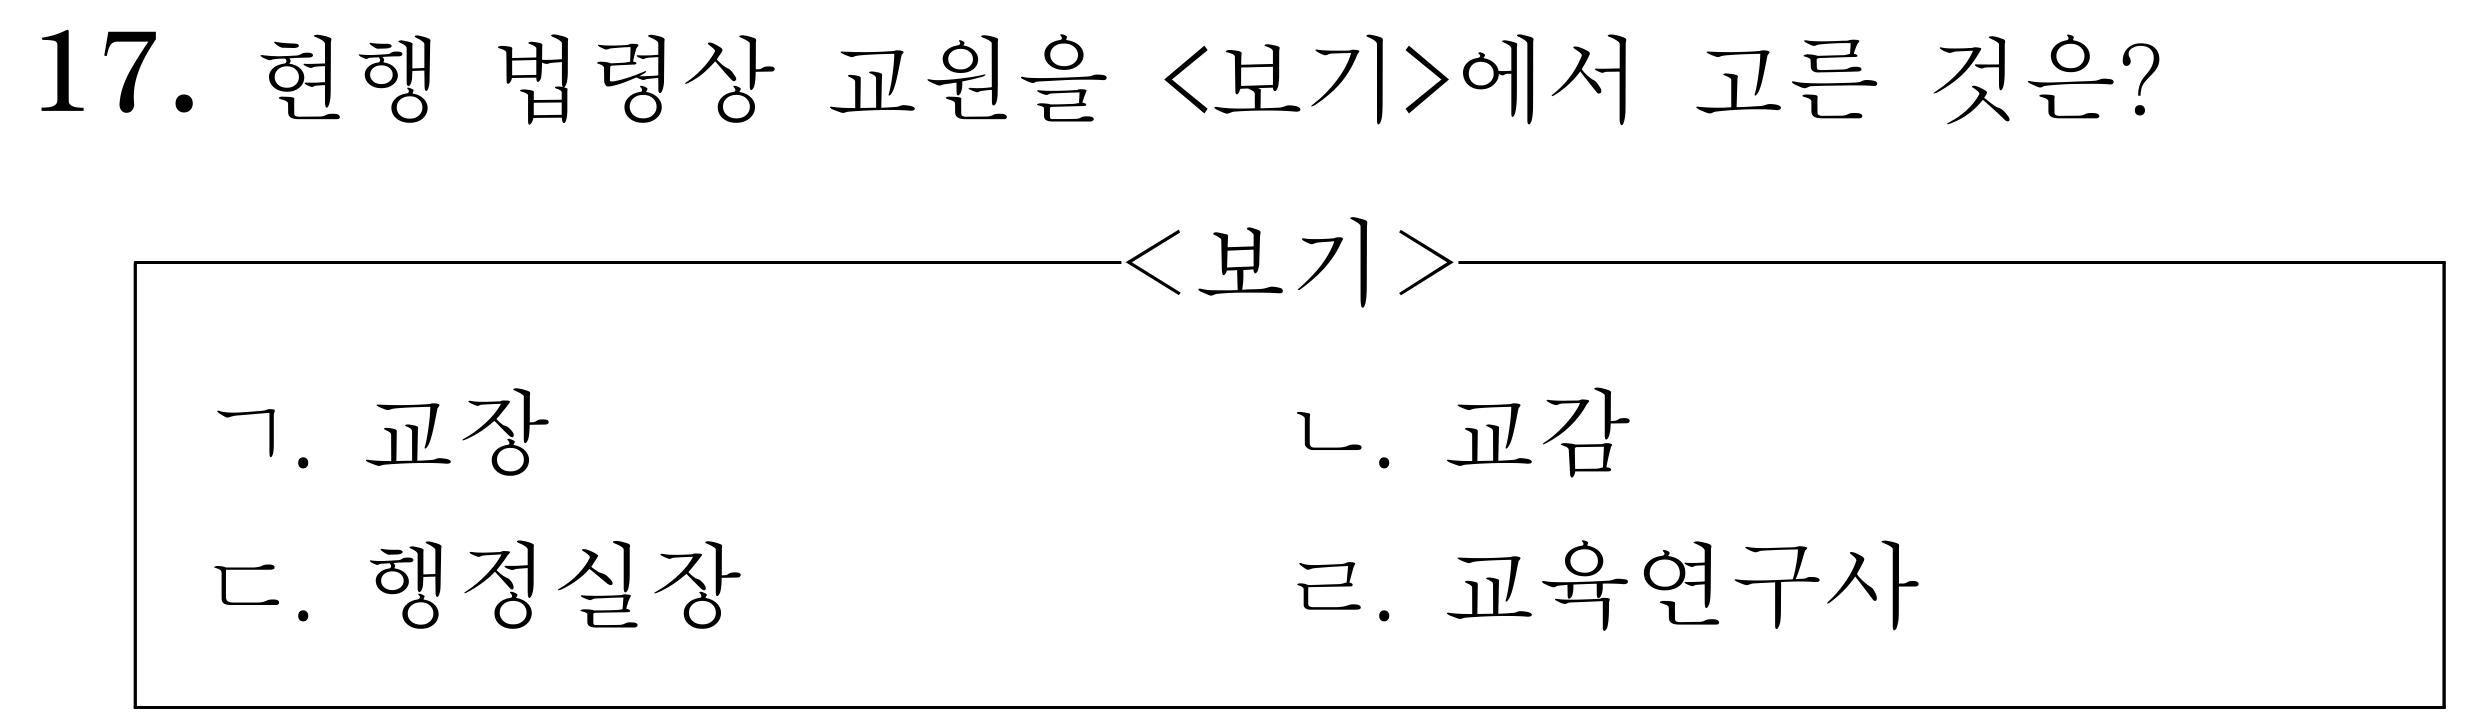 17. 현행 법령상 교원을 <보기>에서 고른 것은?
<보기>
ㄱ. 교장 ㄴ. 교감
ㄷ. 행정실장 ㄹ. 교육연구사